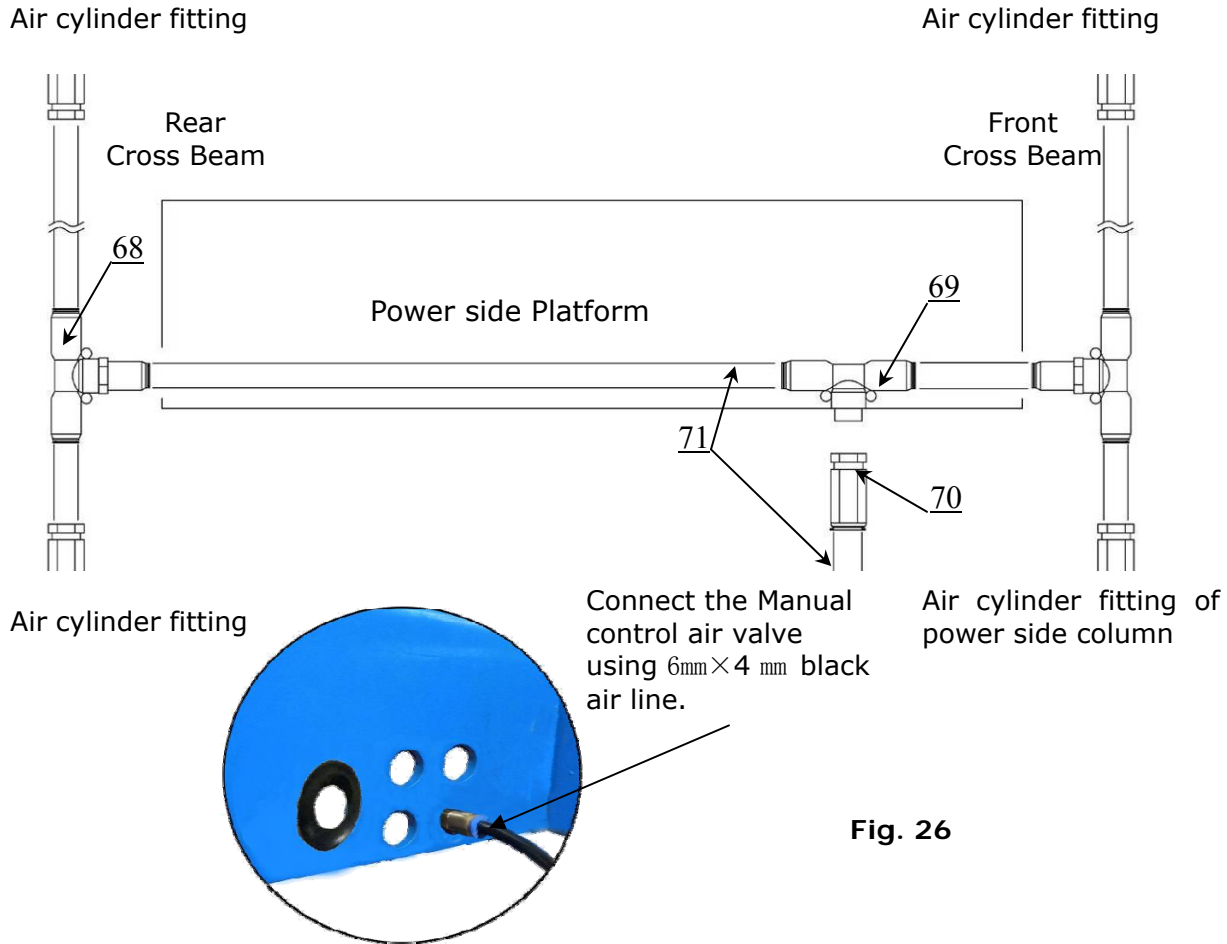 Air cylinder fitting
Air cylinder fitting
Rear
Cross Beam
Front
Cross Beam
68
69
Power side Platform
71
70
Air cylinder fitting
Connect the Manual
control air valve
using 6mm×4 mm black
air line.
Air cylinder fitting of
power side column
Fig. 26